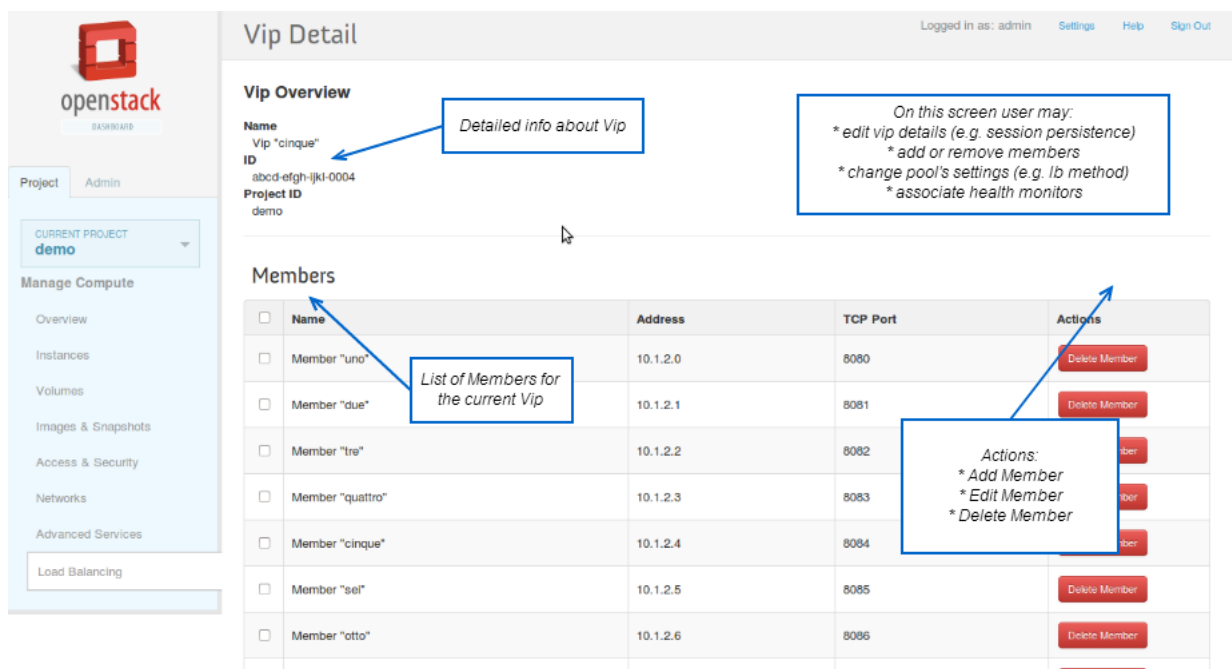 openstack
DASHBOARD
Project
Admin
CURRENT PROJECT
demo
Manage Compute
Overview
Instances
Volumes
Images & Snapshots
Access & Security
Networks
Advanced Services
Load Balancing
Vip Detail
Logged in as: admin
Settings
Help
Sign Out
Vip Overview
Name
Vip "cinque"
ID
abcd-efgh-ijkl-0004
Project ID
demo
Detailed info about Vip
On this screen user may:
* edit vip details (e.g. session persistence)
* add or remove members
* change pool's settings (e.g. lb method)
* associate health monitors
Members
Name Address TCP Port Actions
Member "uno" 10.1.2.0 8080 Delete Member
Member "due" 10.1.2.1 8081 Delete Member
Member "tre" 10.1.2.2 8082
Member "quattro" 10.1.2.3 8083
Member "cinque" 10.1.2.4 8084
Member "sei" 10.1.2.5 8085 Delete Member
Member "otto" 10.1.2.6 8086 Delete Member
List of Members for
the current Vip
Actions:
* Add Member
* Edit Member
* Delete Member